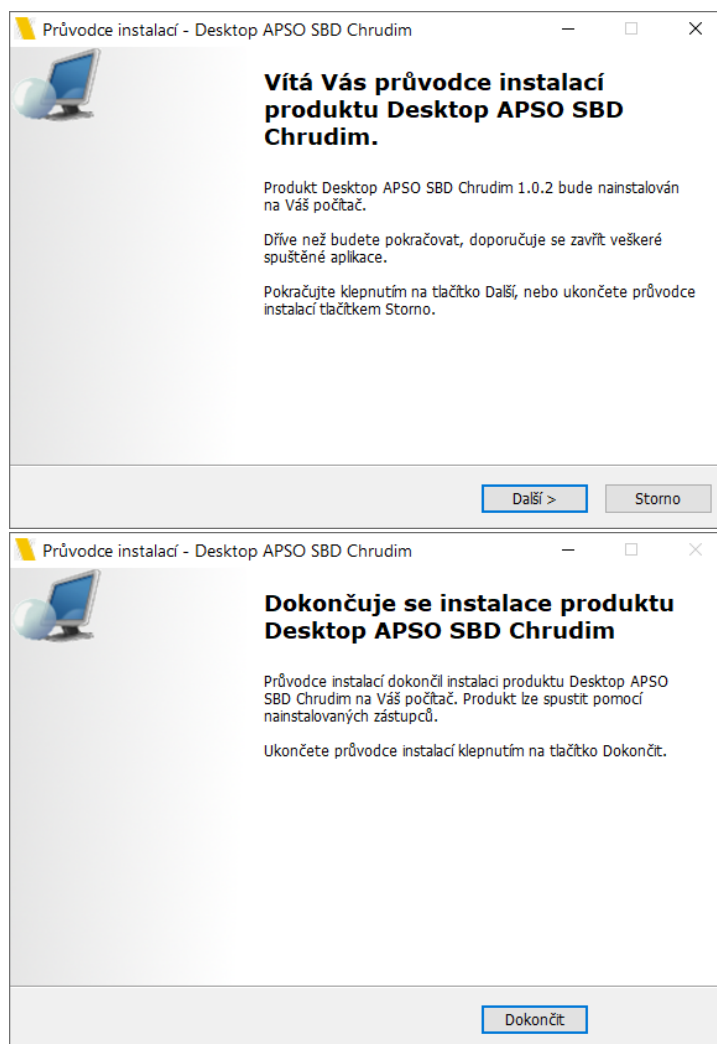 Průvodce instalací - Desktop APSO SBD Chrudim
Vítá Vás průvodce instalací
produktu Desktop APSO SBD
Chrudim.
Produkt Desktop APSO SBD Chrudim 1.0.2 bude nainstalován
na Váš počítač.
Dříve než budete pokračovat, doporučuje se zavřít veškeré
spuštěné aplikace.
Pokračujte klepnutím na tlačítko Další, nebo ukončete průvodce
instalací tlačítkem Storno.
Další >
Storno
Průvodce instalací - Desktop APSO SBD Chrudim
Dokončuje se instalace produktu
Desktop APSO SBD Chrudim
Průvodce instalací dokončil instalaci produktu Desktop APSO
SBD Chrudim na Váš počítač. Produkt lze spustit pomocí
nainstalovaných zástupců.
Ukončete průvodce instalací klepnutím na tlačítko Dokončit.
Dokončit